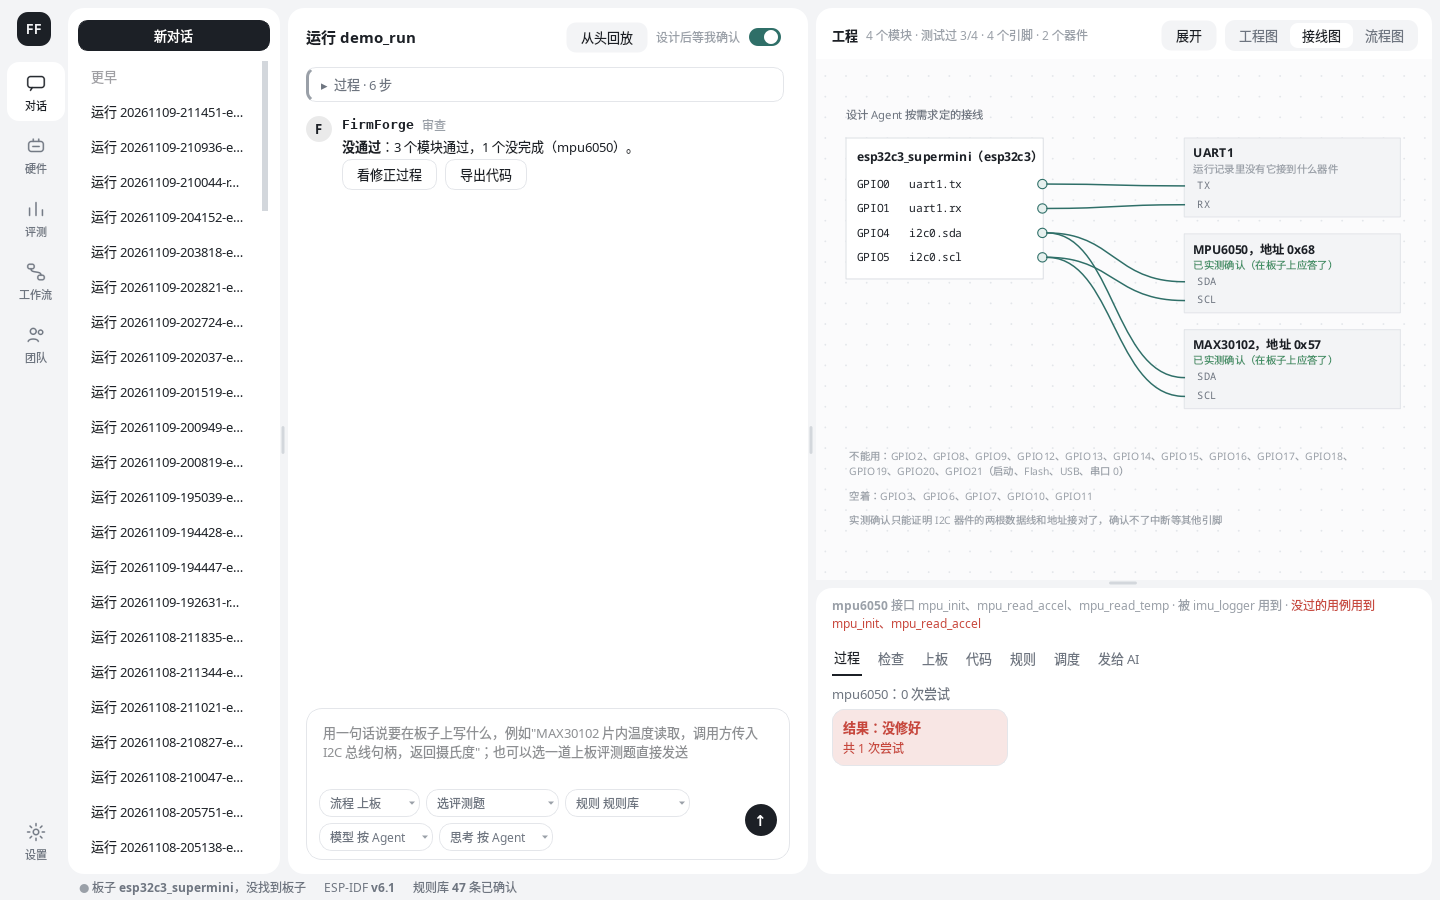 FF
对话
硬件
评测
工作流
团队
设置
新对话
更早
运行 20261109-211451-e...
运行 20261109-210936-e...
运行 20261109-210044-r...
运行 20261109-204152-e...
运行 20261109-203818-e...
运行 20261109-202821-e...
运行 20261109-202724-e...
运行 20261109-202037-e...
运行 20261109-201519-e...
运行 20261109-200949-e...
运行 20261109-200819-e...
运行 20261109-195039-e...
运行 20261109-194428-e...
运行 20261109-194447-e...
运行 20261109-192631-r...
运行 20261108-211835-e...
运行 20261108-211344-e...
运行 20261108-211021-e...
运行 20261108-210827-e...
运行 20261108-210047-e...
运行 20261108-205751-e...
运行 20261108-205138-e...
运行 demo_run
从头回放
设计后等我确认
▸ 过程 · 6 步
F
FirmForge 审查
没通过：3 个模块通过，1 个没完成（mpu6050）。
看修正过程
导出代码
用一句话说要在板子上写什么，例如"MAX30102 片内温度读取，调用方传入
I2C 总线句柄，返回摄氏度"；也可以选一道上板评测题直接发送
流程 上板
选评测题
规则 规则库
模型 按 Agent
思考 按 Agent
↑
工程 4 个模块 · 测试过 3/4 · 4 个引脚 · 2 个器件
展开
工程图
接线图
流程图
设计 Agent 按需求定的接线
esp32c3_supermini（esp32c3）
GPIO0 uart1.tx
GPIO1 uart1.rx
GPIO4 i2c0.sda
GPIO5 i2c0.scl
UART1
运行记录里没有它接到什么器件
TX
RX
MPU6050，地址 0x68
已实测确认（在板子上应答了）
SDA
SCL
MAX30102，地址 0x57
已实测确认（在板子上应答了）
SDA
SCL
不能用：GPIO2、GPIO8、GPIO9、GPIO12、GPIO13、GPIO14、GPIO15、GPIO16、GPIO17、GPIO18、
GPIO19、GPIO20、GPIO21（启动、Flash、USB、串口 0）
空着：GPIO3、GPIO6、GPIO7、GPIO10、GPIO11
实测确认只能证明 I2C 器件的两根数据线和地址接对了，确认不了中断等其他引脚
mpu6050 接口 mpu_init、mpu_read_accel、mpu_read_temp · 被 imu_logger 用到 · 没过的用例用到
mpu_init、mpu_read_accel
过程
检查
上板
代码
规则
调度
发给 AI
mpu6050：0 次尝试
结果：没修好
共 1 次尝试
板子 esp32c3_supermini，没找到板子
ESP-IDF v6.1
规则库 47 条已确认